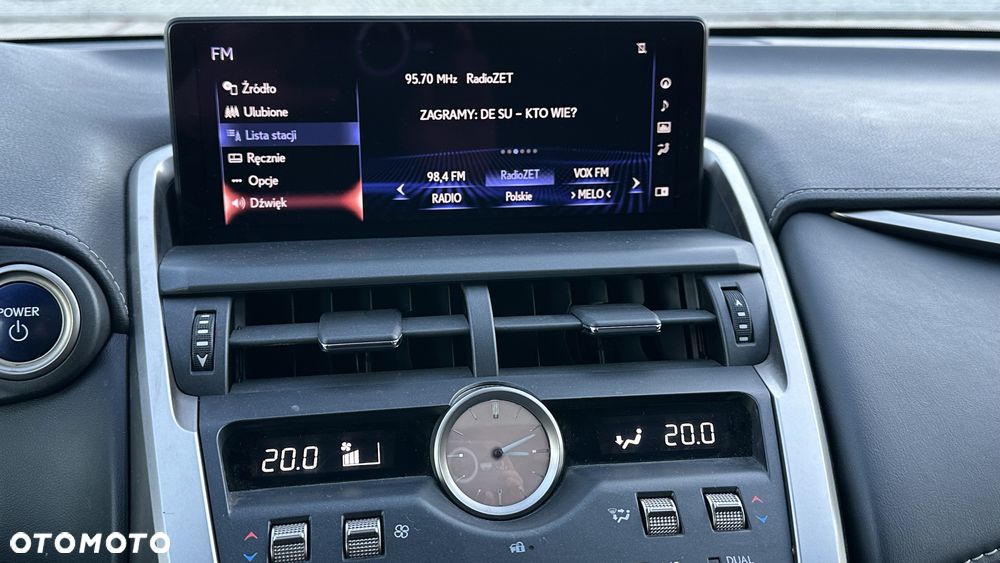 FM
95.70 MHz RadioZET
Źródło
Ulubione
ZAGRAMY: DE SU – KTO WIE?
Lista stacji
Ręcznie
Opcje
Dźwięk
98,4 FM RadioZET VOX FM
RADIO Polskie > MELO <
POWER
20.0
20.0
DUAL
OTOMOTO